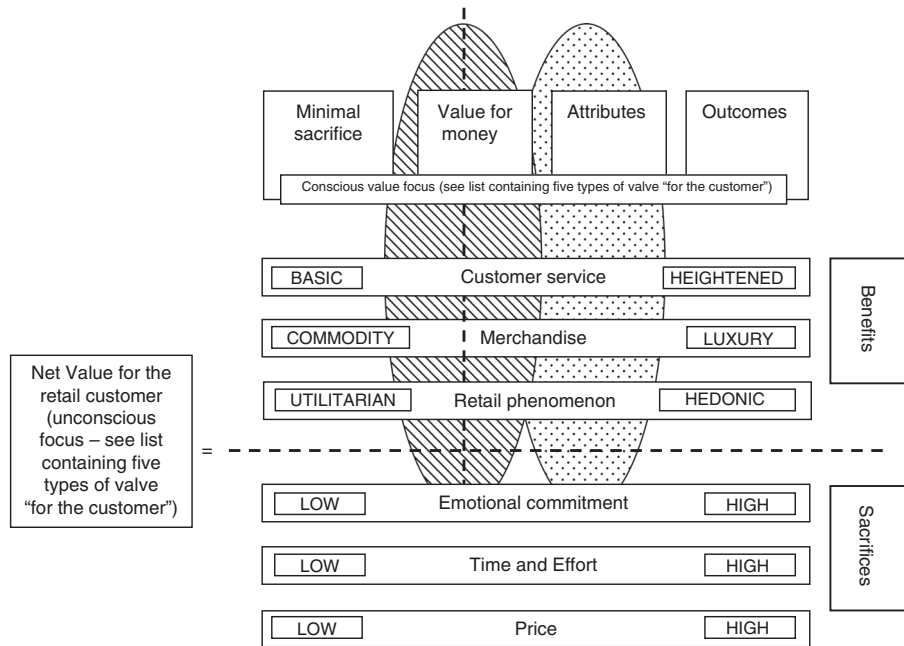 Minimal
sacrifice
Value for
money
Attributes
Outcomes
Conscious value focus (see list containing five types of valve “for the customer”)
BASIC Customer service HEIGHTENED
COMMODITY Merchandise LUXURY
UTILITARIAN Retail phenomenon HEDONIC
Benefits
Net Value for the
retail customer
(unconscious
focus – see list
containing five
types of valve
“for the customer”)
=
LOW Emotional commitment HIGH
LOW Time and Effort HIGH
LOW Price HIGH
Sacrifices